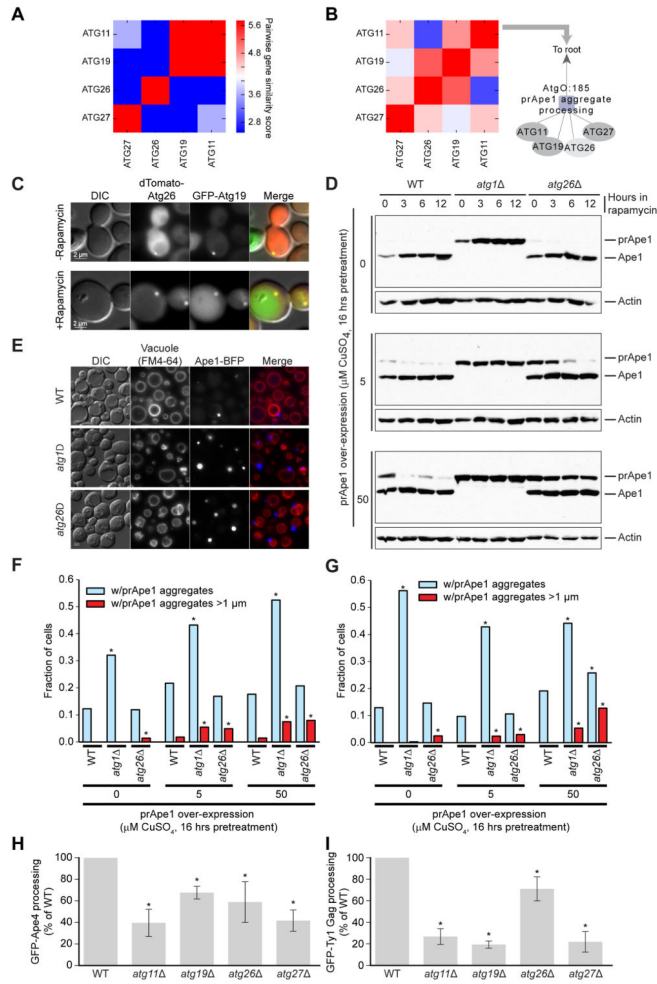 A
ATG11
ATG19
ATG26
ATG27
ATG27
ATG26
ATG19
ATG11
5.6
5.2
4.8
4.4
4.0
3.6
3.2
2.8
Pairwise gene similarity score
B
ATG11
ATG19
ATG26
ATG27
ATG27
ATG26
ATG19
ATG11
To root
AtgO:185
prApe1 aggregate
processing
ATG11
ATG27
ATG19
ATG26
C
dTomato-
DIC
Atg26
GFP-Atg19
Merge
-Rapamycin
2 µm
+Rapamycin
2 µm
D
WT
atg1Δ
atg26Δ
0 3 6 12 0 3 6 12 0 3 6 12
Hours in
rapamycin
prApe1 over-expression (µM CuSO4, 16 hrs pretreatment)
0
prApe1
Ape1
Actin
5
prApe1
Ape1
Actin
50
prApe1
Ape1
Actin
E
Vacuole
DIC
(FM4-64)
Ape1-BFP
Merge
WT
atg1D
atg26D
F
w/prApe1 aggregates
w/prApe1 aggregates >1 µm
Fraction of cells
0.6
0.5
0.4
0.3
0.2
0.1
0.0
* * * * * * *
WT atg1Δ atg26Δ WT atg1Δ atg26Δ WT atg1Δ atg26Δ
0 5 50
prApe1 over-expression
(µM CuSO4, 16 hrs pretreatment)
G
w/prApe1 aggregates
w/prApe1 aggregates >1 µm
Fraction of cells
0.6
0.5
0.4
0.3
0.2
0.1
0.0
* * * * * * * * *
WT atg1Δ atg26Δ WT atg1Δ atg26Δ WT atg1Δ atg26Δ
0 5 50
prApe1 over-expression
(µM CuSO4, 16 hrs pretreatment)
H
GFP-Ape4 processing
(% of WT)
100
80
60
40
20
0
* * * *
WT atg11Δ atg19Δ atg26Δ atg27Δ
I
GFP-Ty1 Gag processing
(% of WT)
100
80
60
40
20
0
* * * *
WT atg11Δ atg19Δ atg26Δ atg27Δ